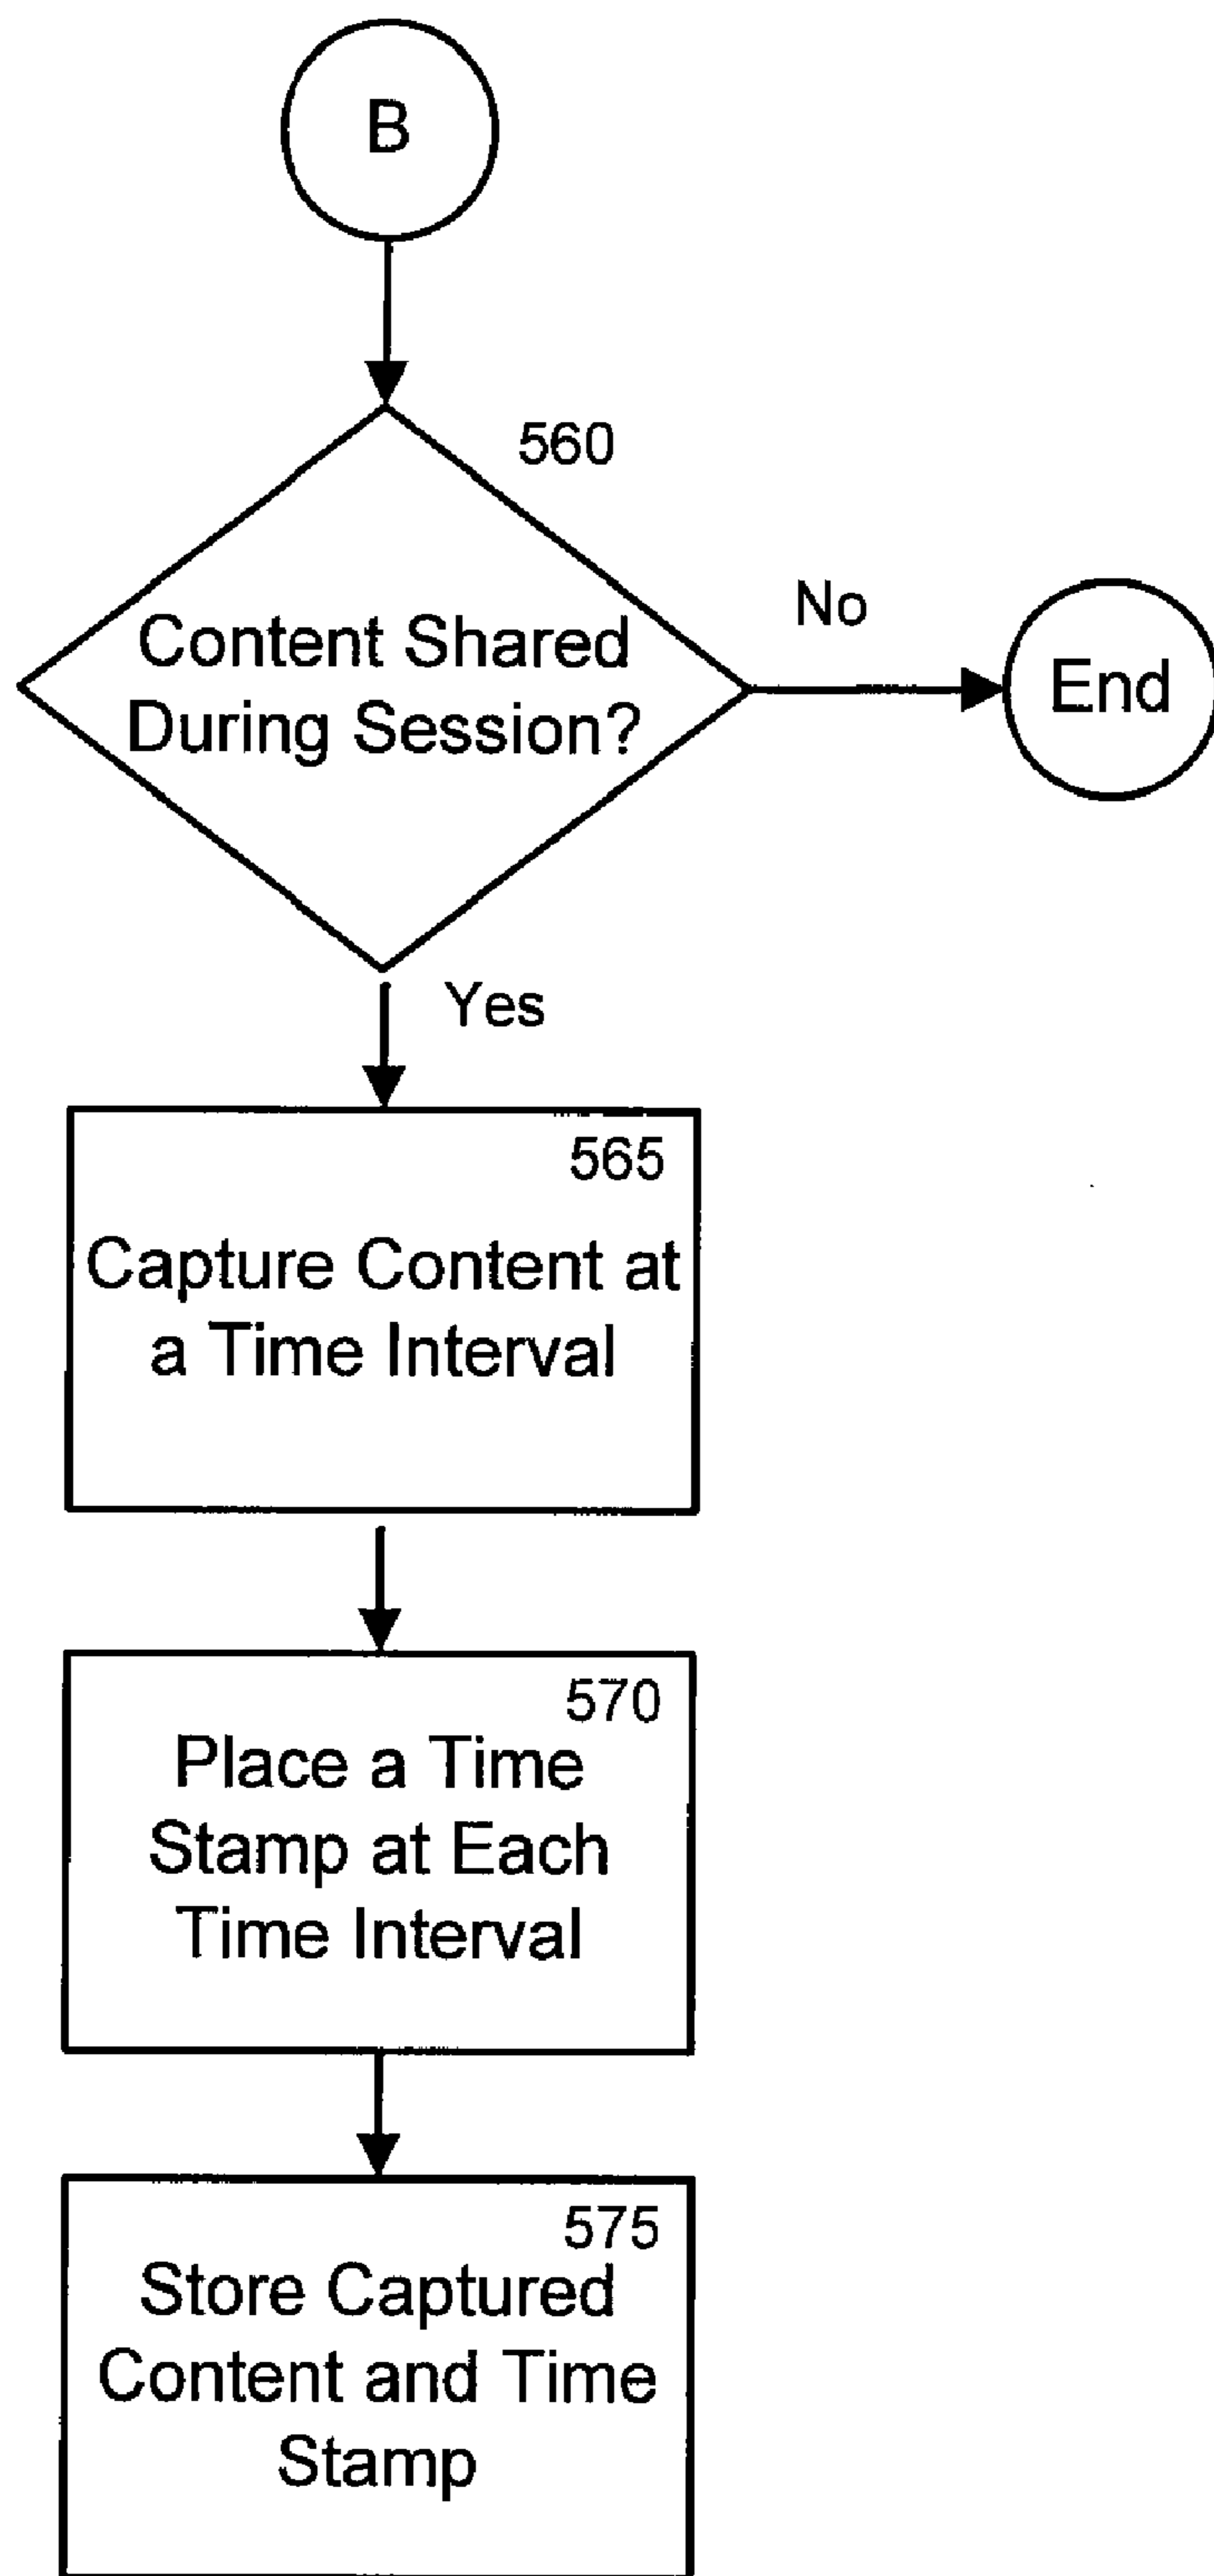 B
560
Content Shared
During Session?
No
End
Yes
565
Capture Content at
a Time Interval
570
Place a Time
Stamp at Each
Time Interval
575
Store Captured
Content and Time
Stamp